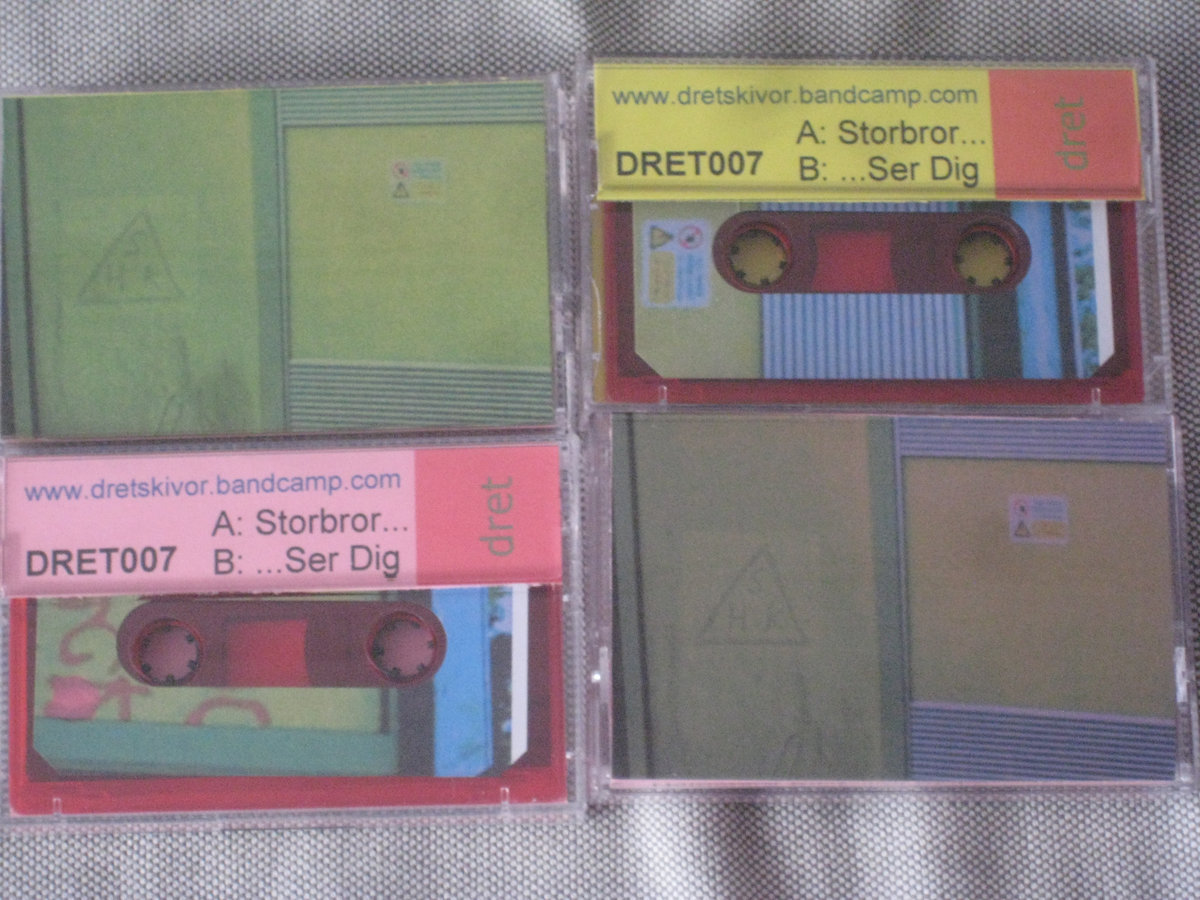 S
H K
www.dretskivor.bandcamp.com
A: Storbror...
DRET007 B: ...Ser Dig
dret
www.dretskivor.bandcamp.com
A: Storbror...
DRET007 B: ...Ser Dig
dret
S
H K